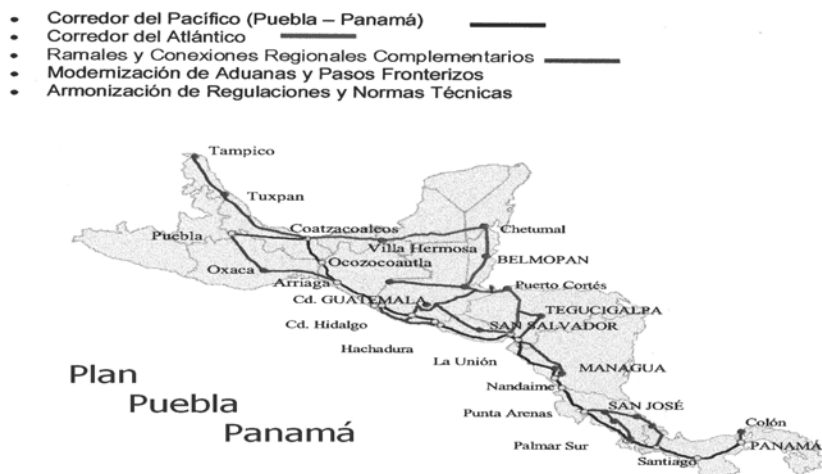 • Corredor del Pacífico (Puebla – Panamá)
• Corredor del Atlántico
• Ramales y Conexiones Regionales Complementarios
• Modernización de Aduanas y Pasos Fronterizos
• Armonización de Regulaciones y Normas Técnicas
Tampico
Tuxpan
Puebla
Coatzacoalcos
Chetumal
Villa Hermosa
BELMOPAN
Oxaca
Ocozocoautla
Arriaga
Puerto Cortés
Cd. GUATEMALA
TEGUCIGALPA
Cd. Hidalgo
SAN SALVADOR
Hachadura
La Unión
MANAGUA
Nandaime
Punta Arenas
SAN JOSÉ
Colón
Palmar Sur
PANAMÁ
Santiago
Plan
Puebla
Panamá